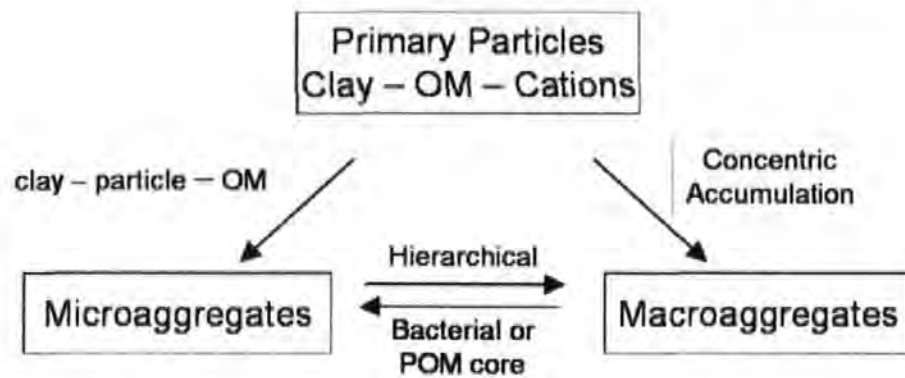 Primary Particles
Clay – OM – Cations
clay – particle – OM
Concentric
Accumulation
Hierarchical
Microaggregates
Macroaggregates
Bacterial or
POM core